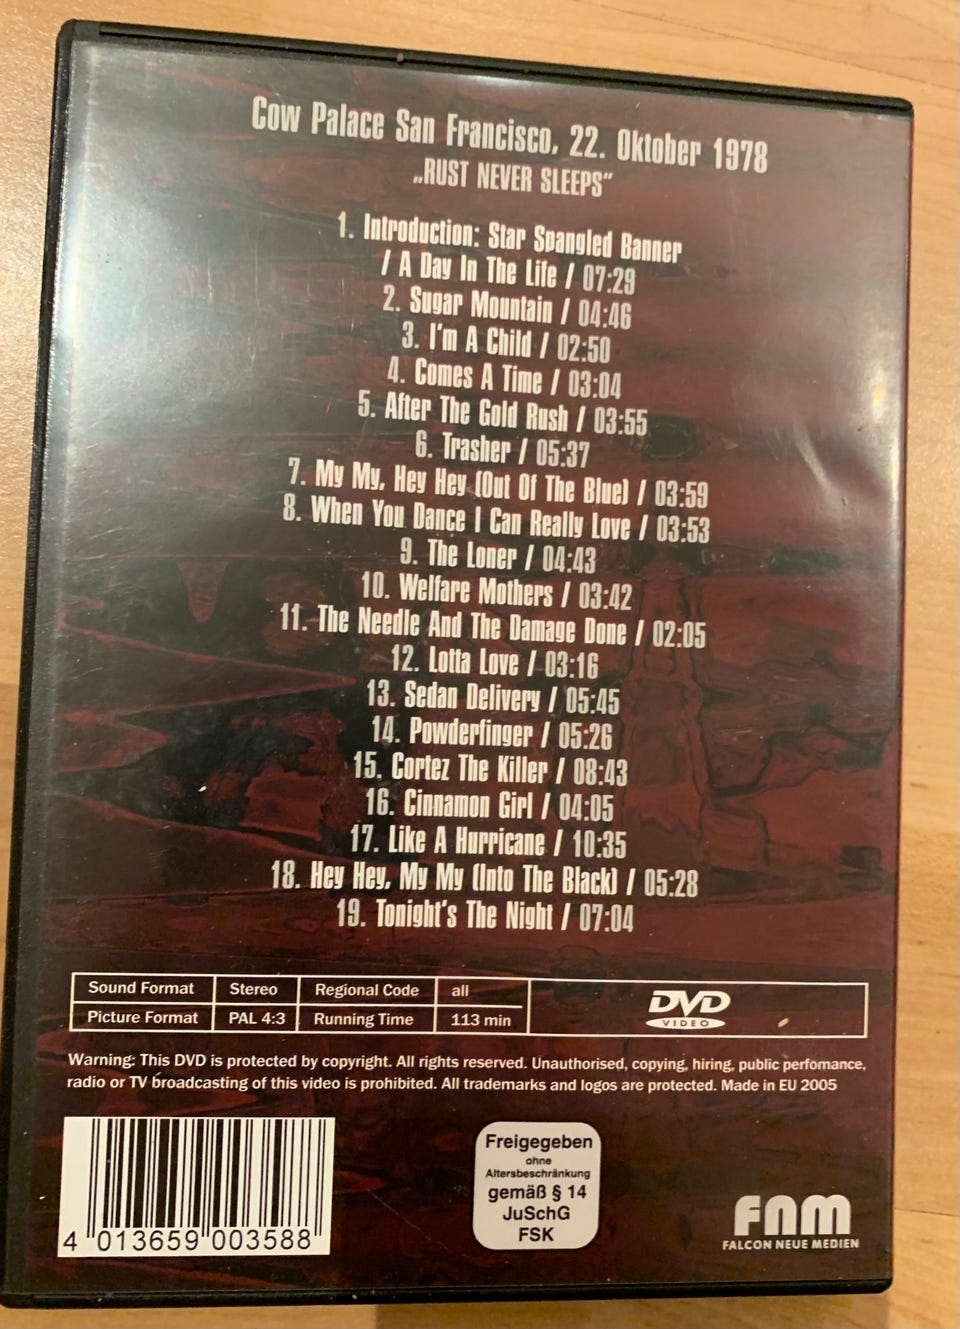 Cow Palace San Francisco, 22. Oktober 1978
„RUST NEVER SLEEPS"
1. Introduction: Star Spangled Banner
/ A Day In The Life / 07:29
2. Sugar Mountain / 04:46
3. I'm A Child / 02:50
4. Comes A Time / 03:04
5. After The Gold Rush / 03:55
6. Trasher / 05:37
7. My My, Hey Hey (Out Of The Blue) / 03:59
8. When You Dance I Can Really Love / 03:53
9. The Loner / 04:43
10. Welfare Mothers / 03:42
11. The Needle And The Damage Done / 02:05
12. Lotta Love / 03:16
13. Sedan Delivery / 05:45
14. Powderfinger / 05:26
15. Cortez The Killer / 08:43
16. Cinnamon Girl / 04:05
17. Like A Hurricane / 10:35
18. Hey Hey, My My (Into The Black) / 05:28
19. Tonight's The Night / 07:04
Sound Format Stereo Regional Code all
Picture Format PAL 4:3 Running Time 113 min
DVD
VIDEO
Warning: This DVD is protected by copyright. All rights reserved. Unauthorised, copying, hiring, public perfomance,
radio or TV broadcasting of this video is prohibited. All trademarks and logos are protected. Made in EU 2005
4 013659 003588
Freigegeben
ohne
Altersbeschränkung
gemäß § 14
JuSchG
FSK
FNM
FALCON NEUE MEDIEN